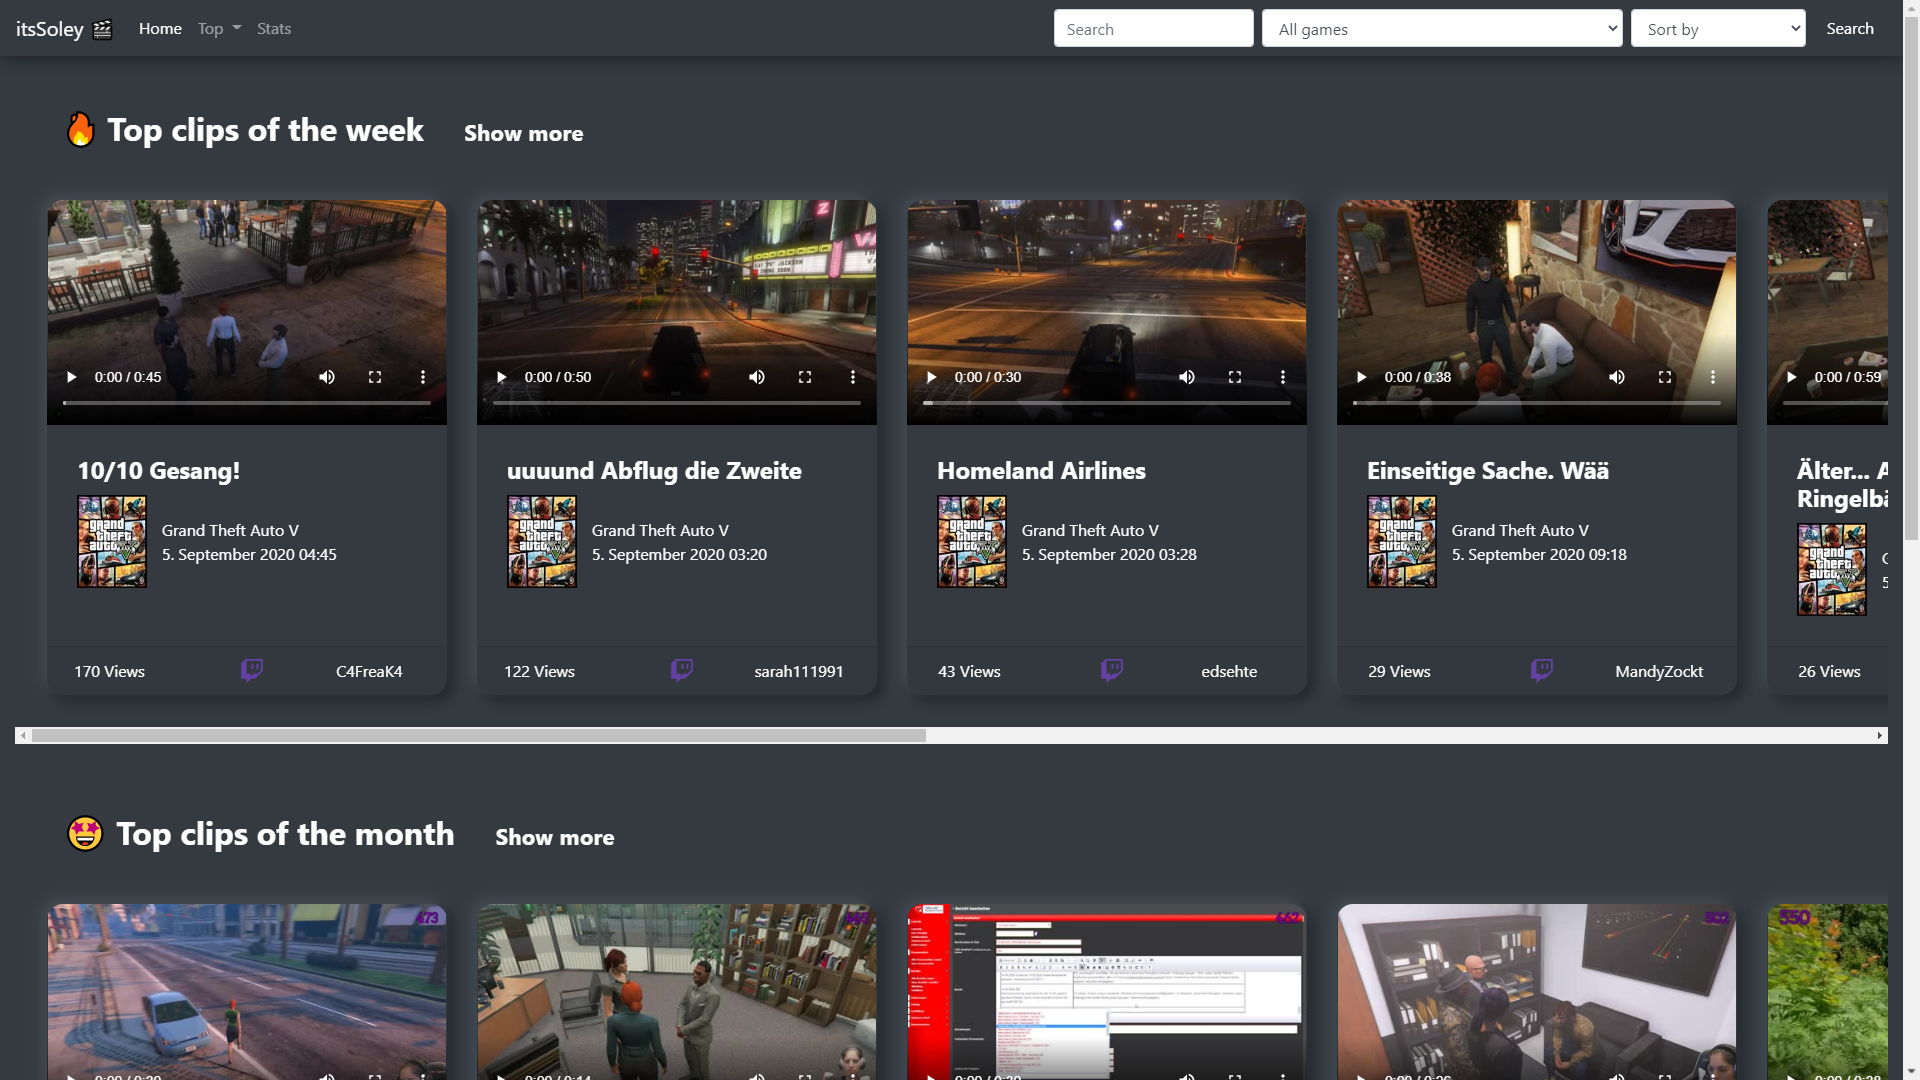 itsSoley
Home
Top
Stats
Search
All games
Sort by
Search
Top clips of the week
Show more
0:00 / 0:45
0:00 / 0:50
0:00 / 0:30
0:00 / 0:38
0:00 / 0:59
10/10 Gesang!
Grand Theft Auto V
5. September 2020 04:45
170 Views
C4FreaK4
uuuund Abflug die Zweite
Grand Theft Auto V
5. September 2020 03:20
122 Views
sarah111991
Homeland Airlines
Grand Theft Auto V
5. September 2020 03:28
43 Views
edsehte
Einseitige Sache. Wää
Grand Theft Auto V
5. September 2020 09:18
29 Views
MandyZockt
Älter...
26 Views
Top clips of the month
Show more
673
662
550